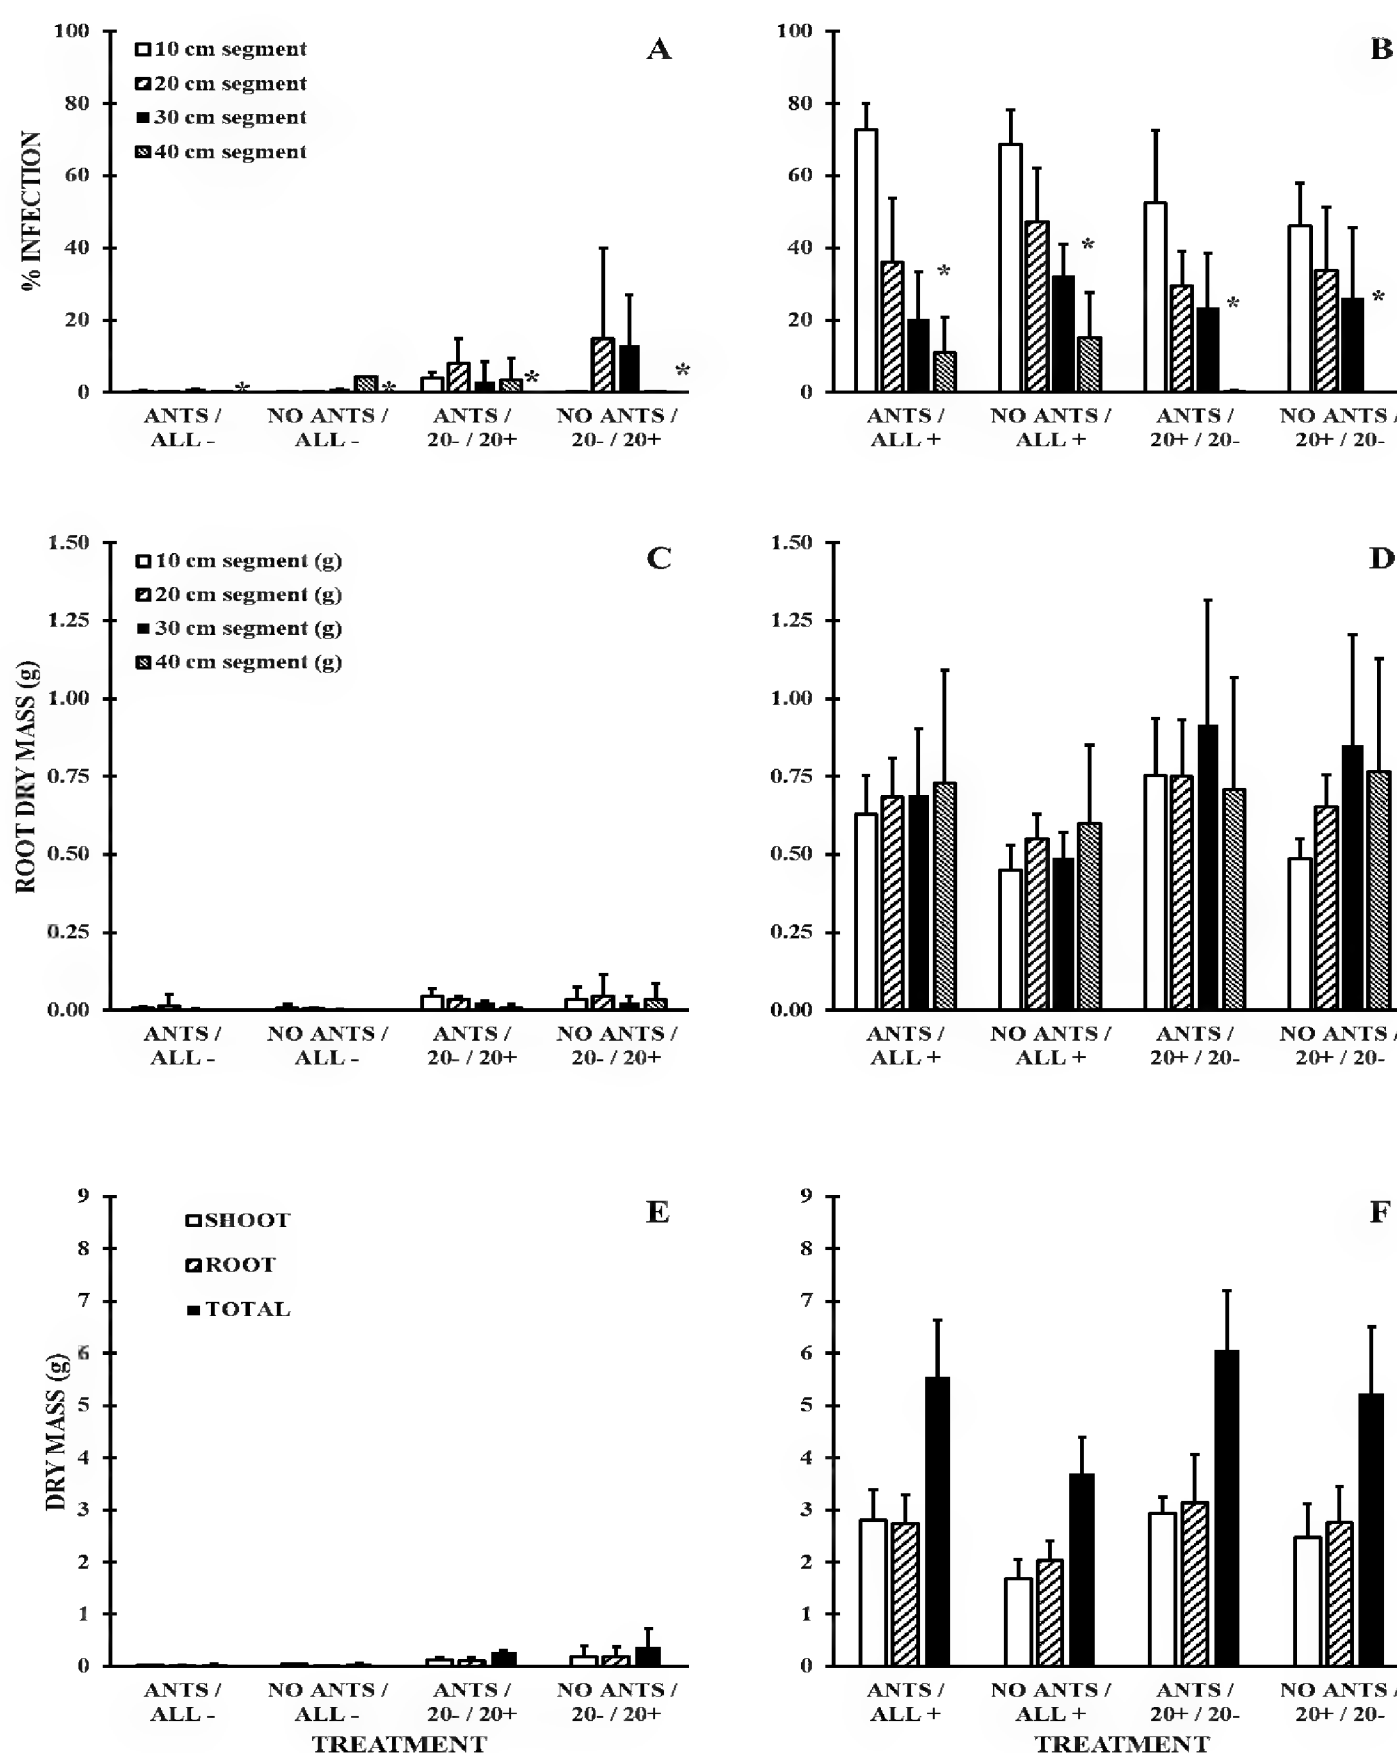 100
80
60
40
20
0
% INFECTION
10 cm segment
20 cm segment
30 cm segment
40 cm segment
A
*
*
*
*
ANTS /
ALL -
NO ANTS /
ALL -
ANTS /
20- / 20+
NO ANTS /
20- / 20+
100
80
60
40
20
0
B
*
*
*
*
ANTS /
ALL +
NO ANTS /
ALL +
ANTS /
20+ / 20-
NO ANTS /
20+ / 20-
1.50
1.25
1.00
0.75
0.50
0.25
0.00
ROOT DRY MASS (g)
10 cm segment (g)
20 cm segment (g)
30 cm segment (g)
40 cm segment (g)
C
ANTS /
ALL -
NO ANTS /
ALL -
ANTS /
20- / 20+
NO ANTS /
20- / 20+
1.50
1.25
1.00
0.75
0.50
0.25
0.00
D
ANTS /
ALL +
NO ANTS /
ALL +
ANTS /
20+ / 20-
NO ANTS /
20+ / 20-
9
8
7
6
5
4
3
2
1
0
DRY MASS (g)
SHOOT
ROOT
TOTAL
E
ANTS /
ALL -
NO ANTS /
ALL -
ANTS /
20- / 20+
NO ANTS /
20- / 20+
TREATMENT
9
8
7
6
5
4
3
2
1
0
F
ANTS /
ALL +
NO ANTS /
ALL +
ANTS /
20+ / 20-
NO ANTS /
20+ / 20-
TREATMENT